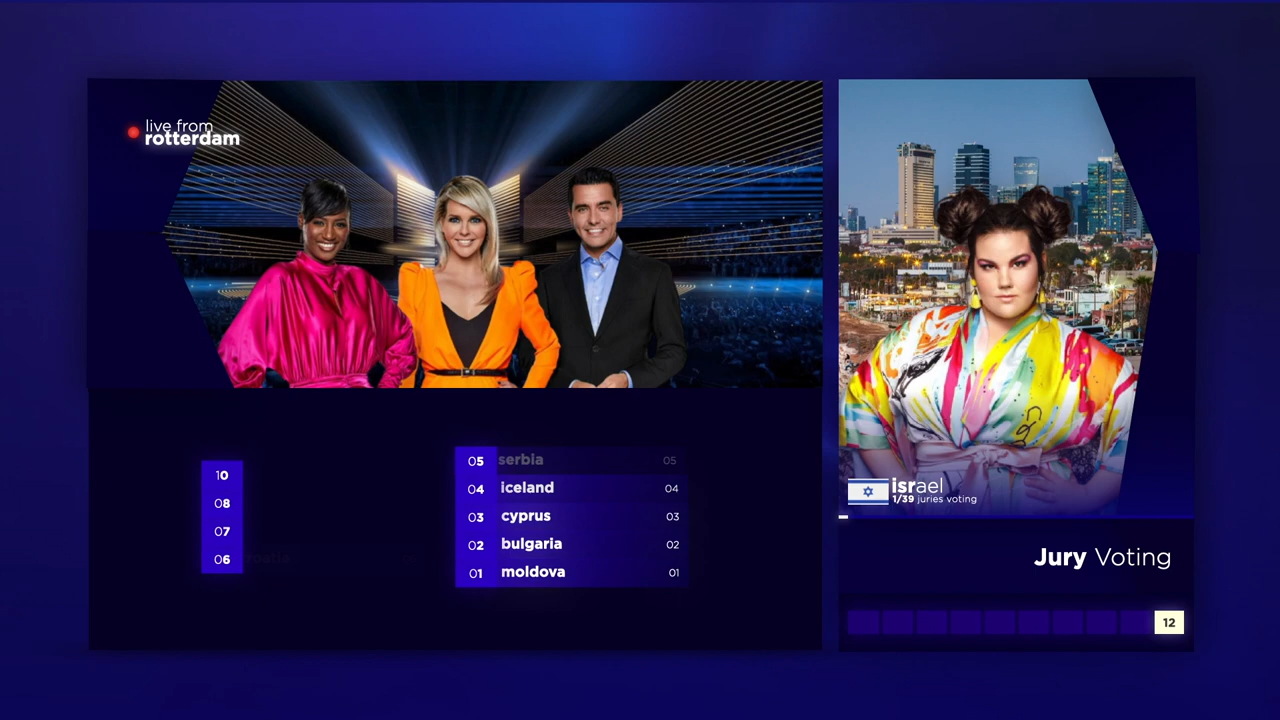 live from
rotterdam
10
08
07
06
05 serbia 05
04 iceland 04
03 cyprus 03
02 bulgaria 02
01 moldova 01
israel
1/39 juries voting
Jury Voting
12